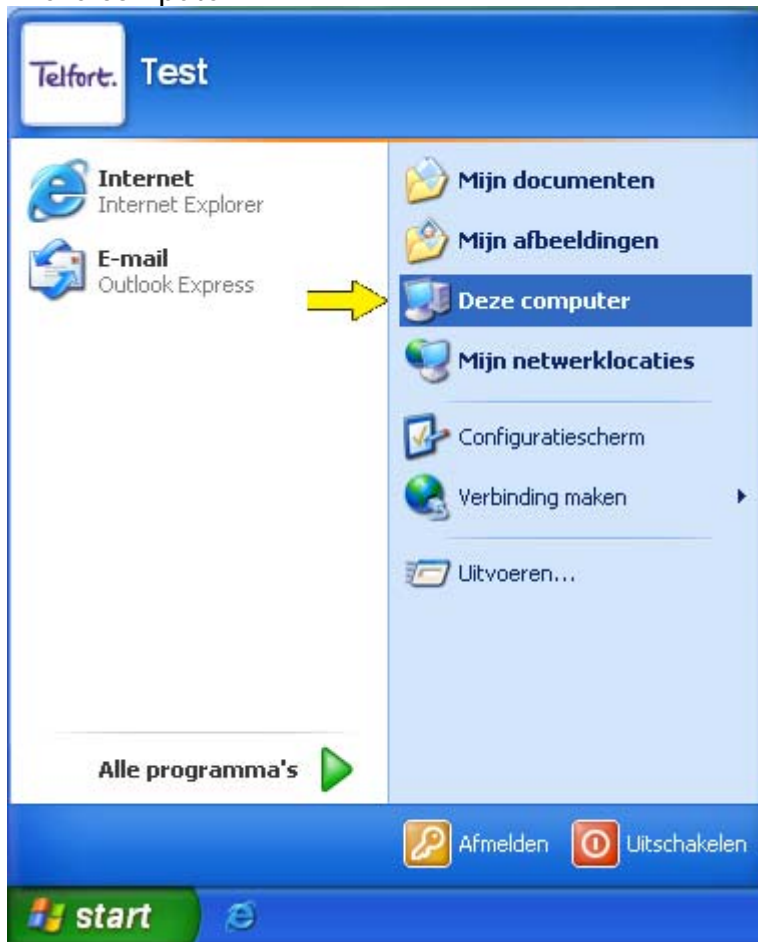 Telfort.
Test
Internet
Internet Explorer
E-mail
Outlook Express
Alle programma's
Mijn documenten
Mijn afbeeldingen
Deze computer
Mijn netwerklocaties
Configuratiescherm
Verbinding maken
Uitvoeren...
Afmelden
Uitschakelen
start